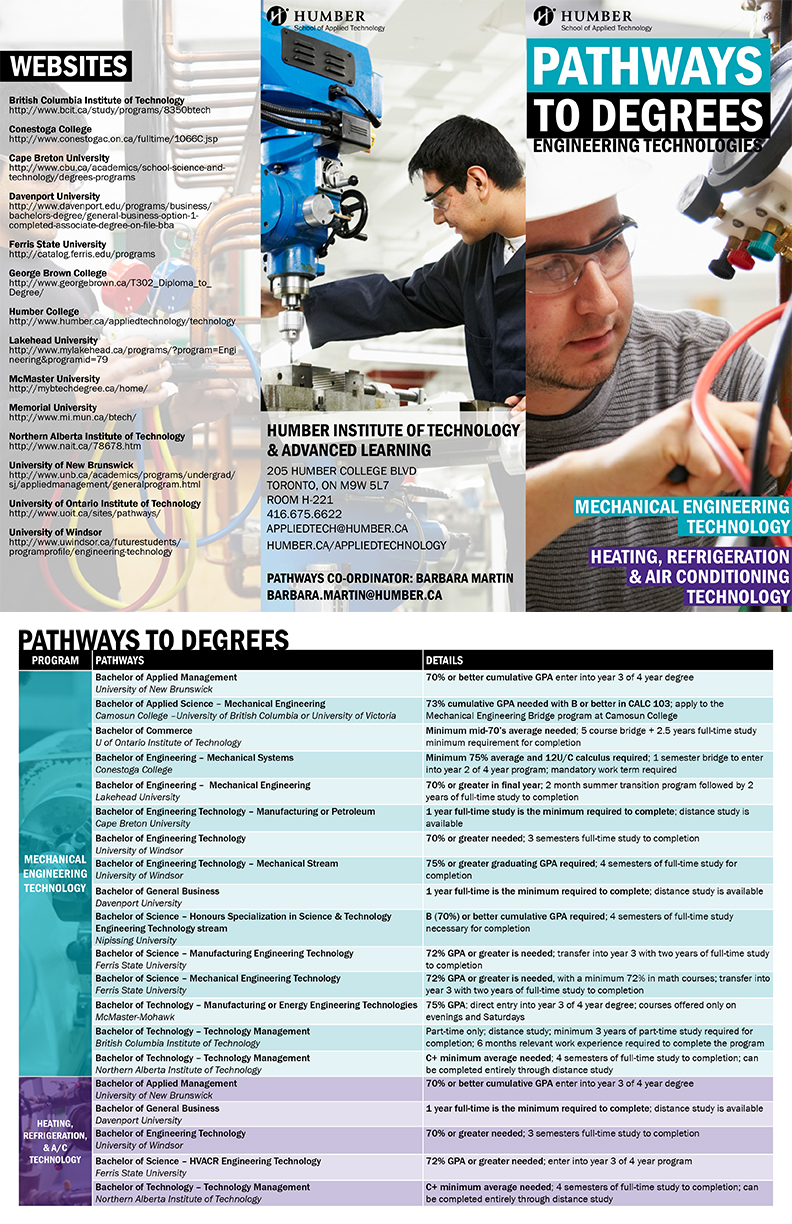 WEBSITES
British Columbia Institute of Technology
http://www.bcit.ca/study/programs/8350btech
Conestoga College
http://www.conestogac.on.ca/fulltime/1066C.jsp
Cape Breton University
http://www.cbu.ca/academics/school-science-and-
technology/degrees-programs
Davenport University
http://www.davenport.edu/programs/business/
bachelors-degree/general-business-option-1-
completed-associate-degree-on-file-bba
Ferris State University
http://catalog.ferris.edu/programs
George Brown College
http://www.georgebrown.ca/T302_Diploma_to_
Degree/
Humber College
http://www.humber.ca/appliedtechnology/technology
Lakehead University
http://www.mylakehead.ca/programs/?program=Engi
neering&programid=79
McMaster University
http://mybtechdegree.ca/home/
Memorial University
http://www.mi.mun.ca/btech/
Northern Alberta Institute of Technology
http://www.nait.ca/78678.htm
University of New Brunswick
http://www.unb.ca/academics/programs/undergrad/
sj/appliedmanagement/generalprogram.html
University of Ontario Institute of Technology
http://www.uoit.ca/sites/pathways/
University of Windsor
http://www.uwindsor.ca/futurestudents/
programprofile/engineering-technology
HUMBER
School of Applied Technology
HUMBER INSTITUTE OF TECHNOLOGY
& ADVANCED LEARNING
205 HUMBER COLLEGE BLVD
TORONTO, ON M9W 5L7
ROOM H-221
416.675.6622
APPLIEDTECH@HUMBER.CA
HUMBER.CA/APPLIEDTECHNOLOGY
PATHWAYS CO-ORDINATOR: BARBARA MARTIN
BARBARA.MARTIN@HUMBER.CA
HUMBER
School of Applied Technology
PATHWAYS
TO DEGREES
ENGINEERING TECHNOLOGIES
MECHANICAL ENGINEERING
TECHNOLOGY
HEATING, REFRIGERATION
& AIR CONDITIONING
TECHNOLOGY
PATHWAYS TO DEGREES
PROGRAM PATHWAYS DETAILS
MECHANICAL
ENGINEERING
TECHNOLOGY
Bachelor of Applied Management
University of New Brunswick
70% or better cumulative GPA enter into year 3 of 4 year degree
Bachelor of Applied Science – Mechanical Engineering
Camosun College –University of British Columbia or University of Victoria
73% cumulative GPA needed with B or better in CALC 103; apply to the
Mechanical Engineering Bridge program at Camosun College
Bachelor of Commerce
U of Ontario Institute of Technology
Minimum mid-70's average needed; 5 course bridge + 2.5 years full-time study
minimum requirement for completion
Bachelor of Engineering – Mechanical Systems
Conestoga College
Minimum 75% average and 12U/C calculus required; 1 semester bridge to enter
into year 2 of 4 year program; mandatory work term required
Bachelor of Engineering – Mechanical Engineering
Lakehead University
70% or greater in final year; 2 month summer transition program followed by 2
years of full-time study to completion
Bachelor of Engineering Technology – Manufacturing or Petroleum
Cape Breton University
1 year full-time study is the minimum required to complete; distance study is
available
Bachelor of Engineering Technology
University of Windsor
70% or greater needed; 3 semesters full-time study to completion
Bachelor of Engineering Technology – Mechanical Stream
University of Windsor
75% or greater graduating GPA required; 4 semesters of full-time study for
completion
Bachelor of General Business
Davenport University
1 year full-time is the minimum required to complete; distance study is available
Bachelor of Science – Honours Specialization in Science & Technology
Engineering Technology stream
Nipissing University
B (70%) or better cumulative GPA required; 4 semesters of full-time study
necessary for completion
Bachelor of Science – Manufacturing Engineering Technology
Ferris State University
72% GPA or greater is needed; transfer into year 3 with two years of full-time study
to completion
Bachelor of Science – Mechanical Engineering Technology
Ferris State University
72% GPA or greater is needed, with a minimum 72% in math courses; transfer into
year 3 with two years of full-time study to completion
Bachelor of Technology – Manufacturing or Energy Engineering Technologies
McMaster-Mohawk
75% GPA; direct entry into year 3 of 4 year degree; courses offered only on
evenings and Saturdays
Bachelor of Technology – Technology Management
British Columbia Institute of Technology
Part-time only; distance study; minimum 3 years of part-time study required for
completion; 6 months relevant work experience required to complete the program
Bachelor of Technology – Technology Management
Northern Alberta Institute of Technology
C+ minimum average needed; 4 semesters of full-time study to completion; can
be completed entirely through distance study
HEATING,
REFRIGERATION,
& A/C
TECHNOLOGY
Bachelor of Applied Management
University of New Brunswick
70% or better cumulative GPA enter into year 3 of 4 year degree
Bachelor of General Business
Davenport University
1 year full-time is the minimum required to complete; distance study is available
Bachelor of Engineering Technology
University of Windsor
70% or greater needed; 3 semesters full-time study to completion
Bachelor of Science – HVACR Engineering Technology
Ferris State University
72% GPA or greater needed; enter into year 3 of 4 year program
Bachelor of Technology – Technology Management
Northern Alberta Institute of Technology
C+ minimum average needed; 4 semesters of full-time study to completion; can
be completed entirely through distance study